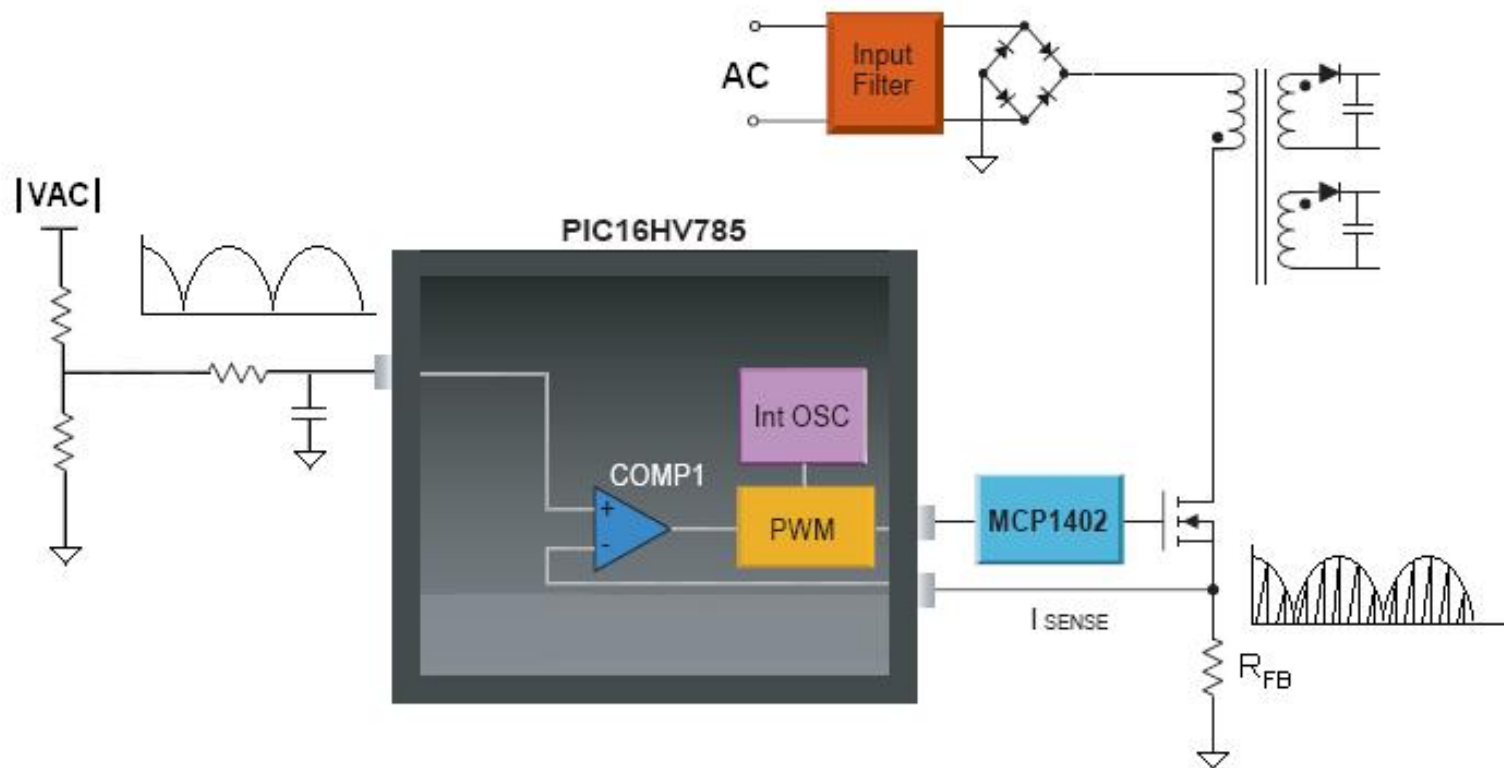 Input
Filter
AC
|VAC|
PIC16HV785
Int OSC
COMP1
+
-
PWM
MCP1402
I SENSE
RFB